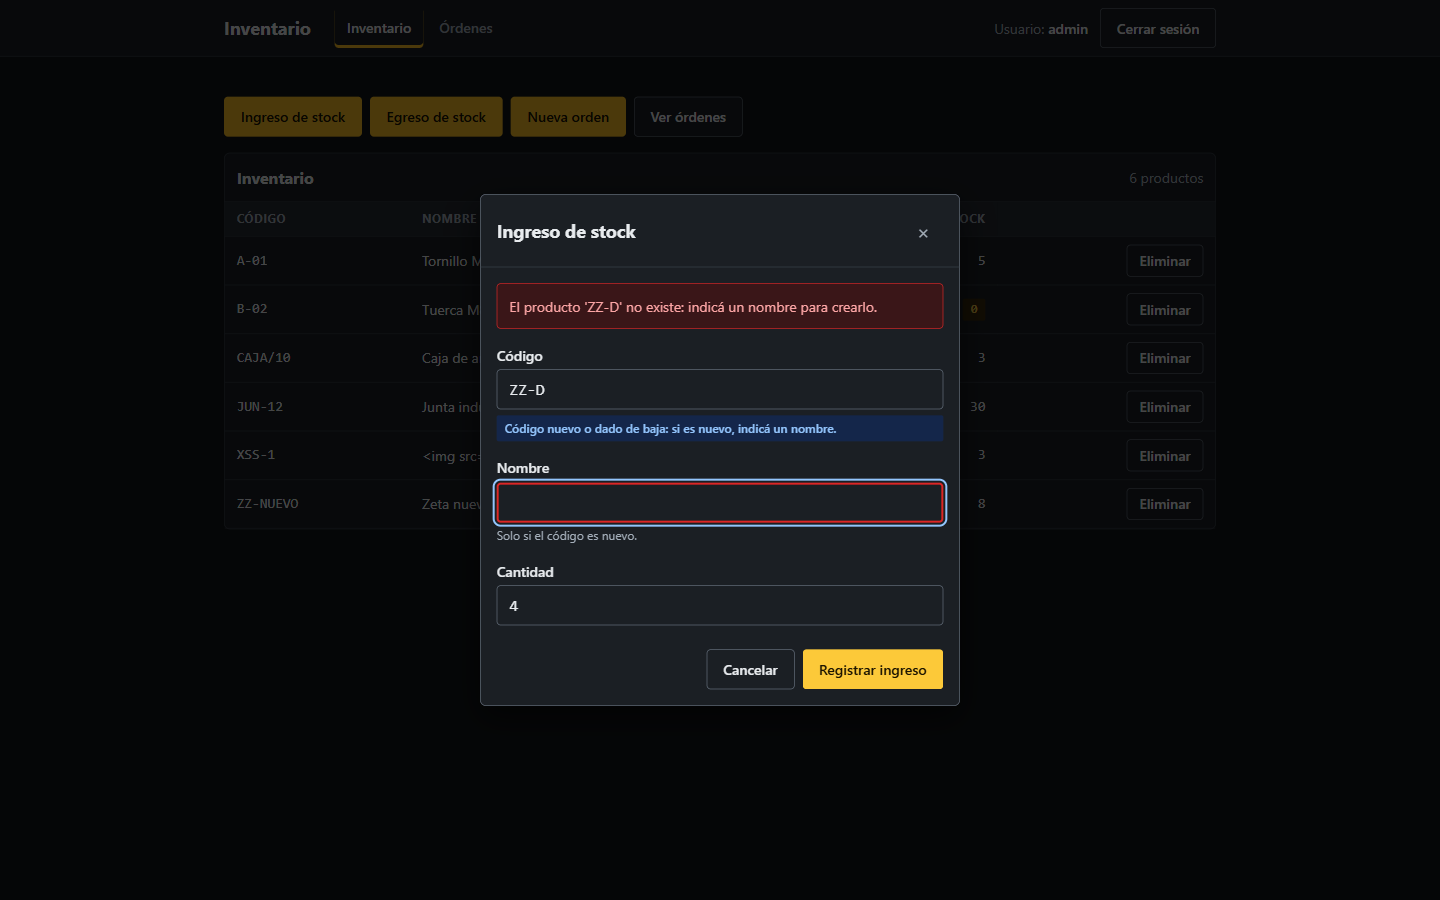 Inventario Inventario Órdenes Usuario: admin Cerrar sesión
Ingreso de stock Egreso de stock Nueva orden Ver órdenes
Inventario 6 productos
CÓDIGO NOMBRE OCK
A-01 Tornillo M 5 Eliminar
B-02 Tuerca M 0 Eliminar
CAJA/10 Caja de a 3 Eliminar
JUN-12 Junta ind 30 Eliminar
XSS-1 <img src= 3 Eliminar
ZZ-NUEVO Zeta nuev 8 Eliminar
Ingreso de stock ×
El producto 'ZZ-D' no existe: indicá un nombre para crearlo.
Código
ZZ-D
Código nuevo o dado de baja: si es nuevo, indicá un nombre.
Nombre
Solo si el código es nuevo.
Cantidad
4
Cancelar Registrar ingreso